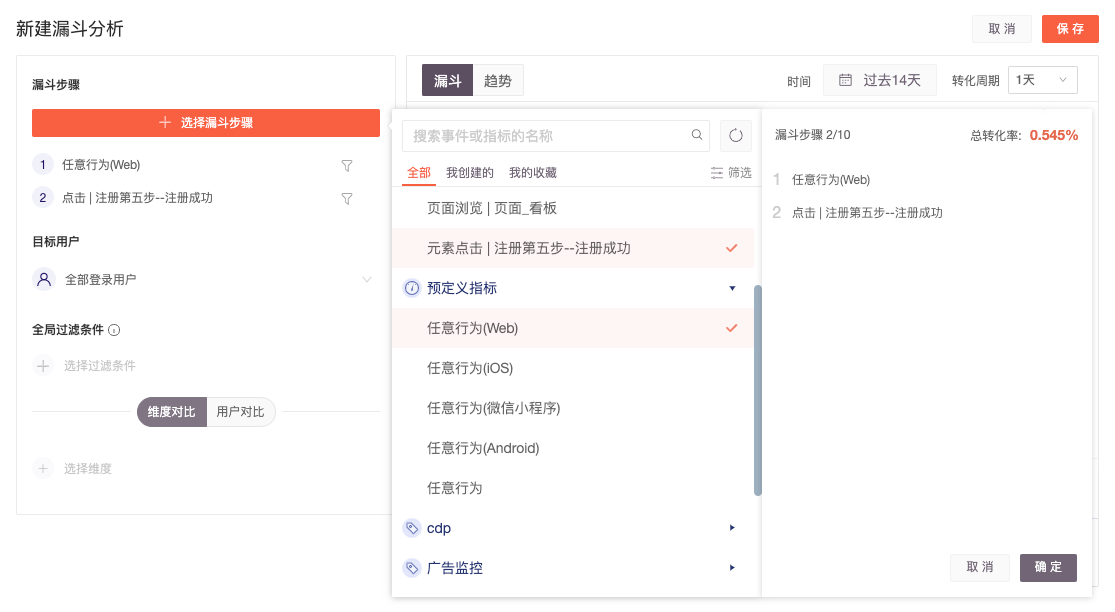 新建漏斗分析
取 消
保 存
漏斗步骤
选择漏斗步骤
1 任意行为(Web)
2 点击 | 注册第五步--注册成功
目标用户
全部登录用户
全局过滤条件
选择过滤条件
维度对比
用户对比
选择维度
漏斗
趋势
时间
过去14天
转化周期
1天
搜索事件或指标的名称
全部
我创建的
我的收藏
筛选
页面浏览 | 页面_看板
元素点击 | 注册第五步--注册成功
预定义指标
任意行为(Web)
任意行为(iOS)
任意行为(微信小程序)
任意行为(Android)
任意行为
cdp
广告监控
漏斗步骤 2/10
总转化率: 0.545%
1 任意行为(Web)
2 点击 | 注册第五步--注册成功
取 消
确 定